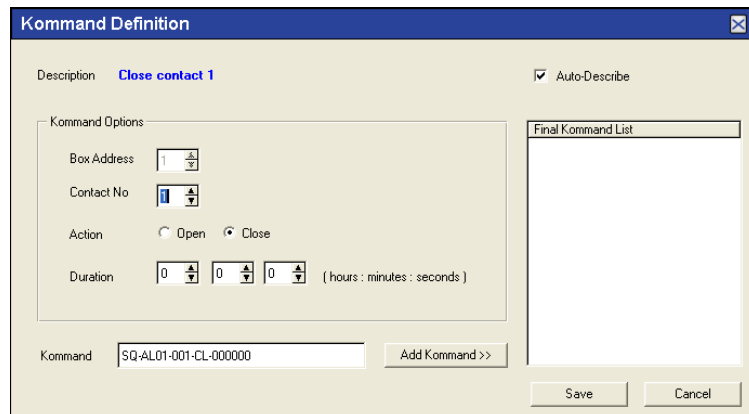 Kommand Definition
Description Close contact 1
Auto-Describe
Kommand Options
Box Address 1
Contact No 1
Action Open Close
Duration 0 0 0 ( hours : minutes : seconds )
Kommand SQ-AL01-001-CL-000000 Add Kommand >>
Final Kommand List
Save Cancel